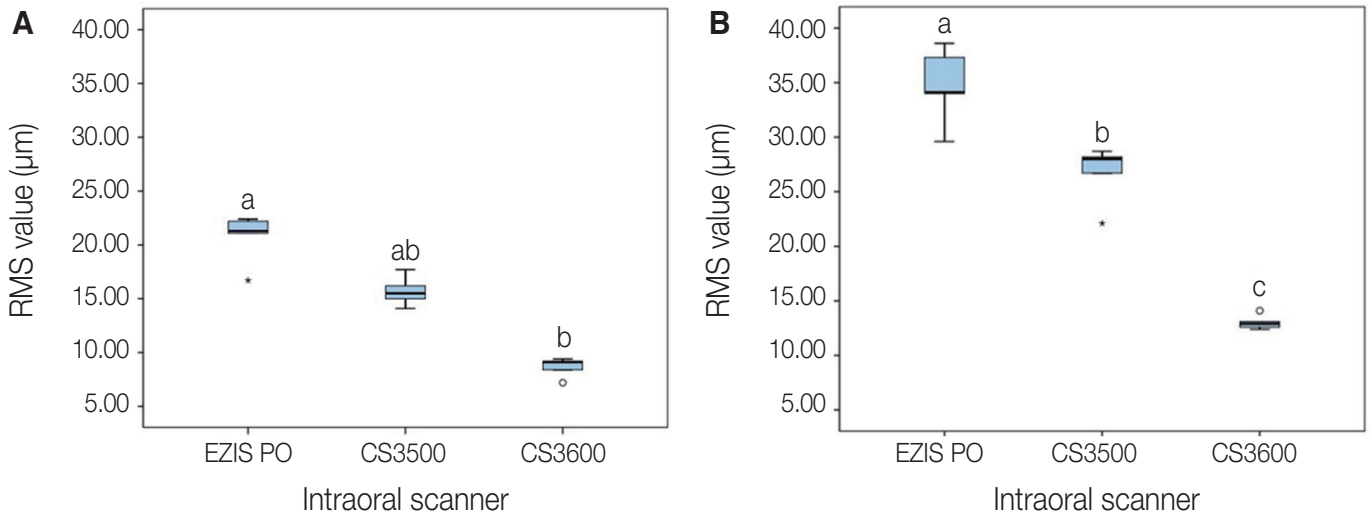 A
RMS value (µm)
40.00
35.00
30.00
25.00
20.00
15.00
10.00
5.00
a
ab
b
EZIS PO CS3500 CS3600
Intraoral scanner
B
RMS value (µm)
40.00
35.00
30.00
25.00
20.00
15.00
10.00
5.00
a
b
c
EZIS PO CS3500 CS3600
Intraoral scanner